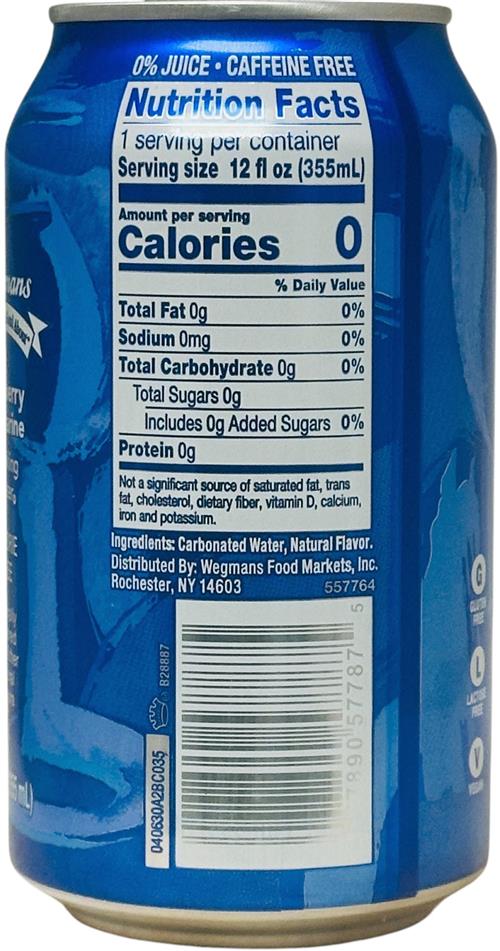 0% JUICE • CAFFEINE FREE
Nutrition Facts
1 serving per container
Serving size 12 fl oz (355mL)
Amount per serving
Calories 0
% Daily Value
Total Fat 0g 0%
Sodium 0mg 0%
Total Carbohydrate 0g 0%
Total Sugars 0g
Includes 0g Added Sugars 0%
Protein 0g
Not a significant source of saturated fat, trans
fat, cholesterol, dietary fiber, vitamin D, calcium,
iron and potassium.
Ingredients: Carbonated Water, Natural Flavor.
Distributed By: Wegmans Food Markets, Inc.
Rochester, NY 14603 557764
B28887
040630A2BC035
7890 57787 5
G
GLUTEN
FREE
L
LACTOSE
FREE
V
VEGAN